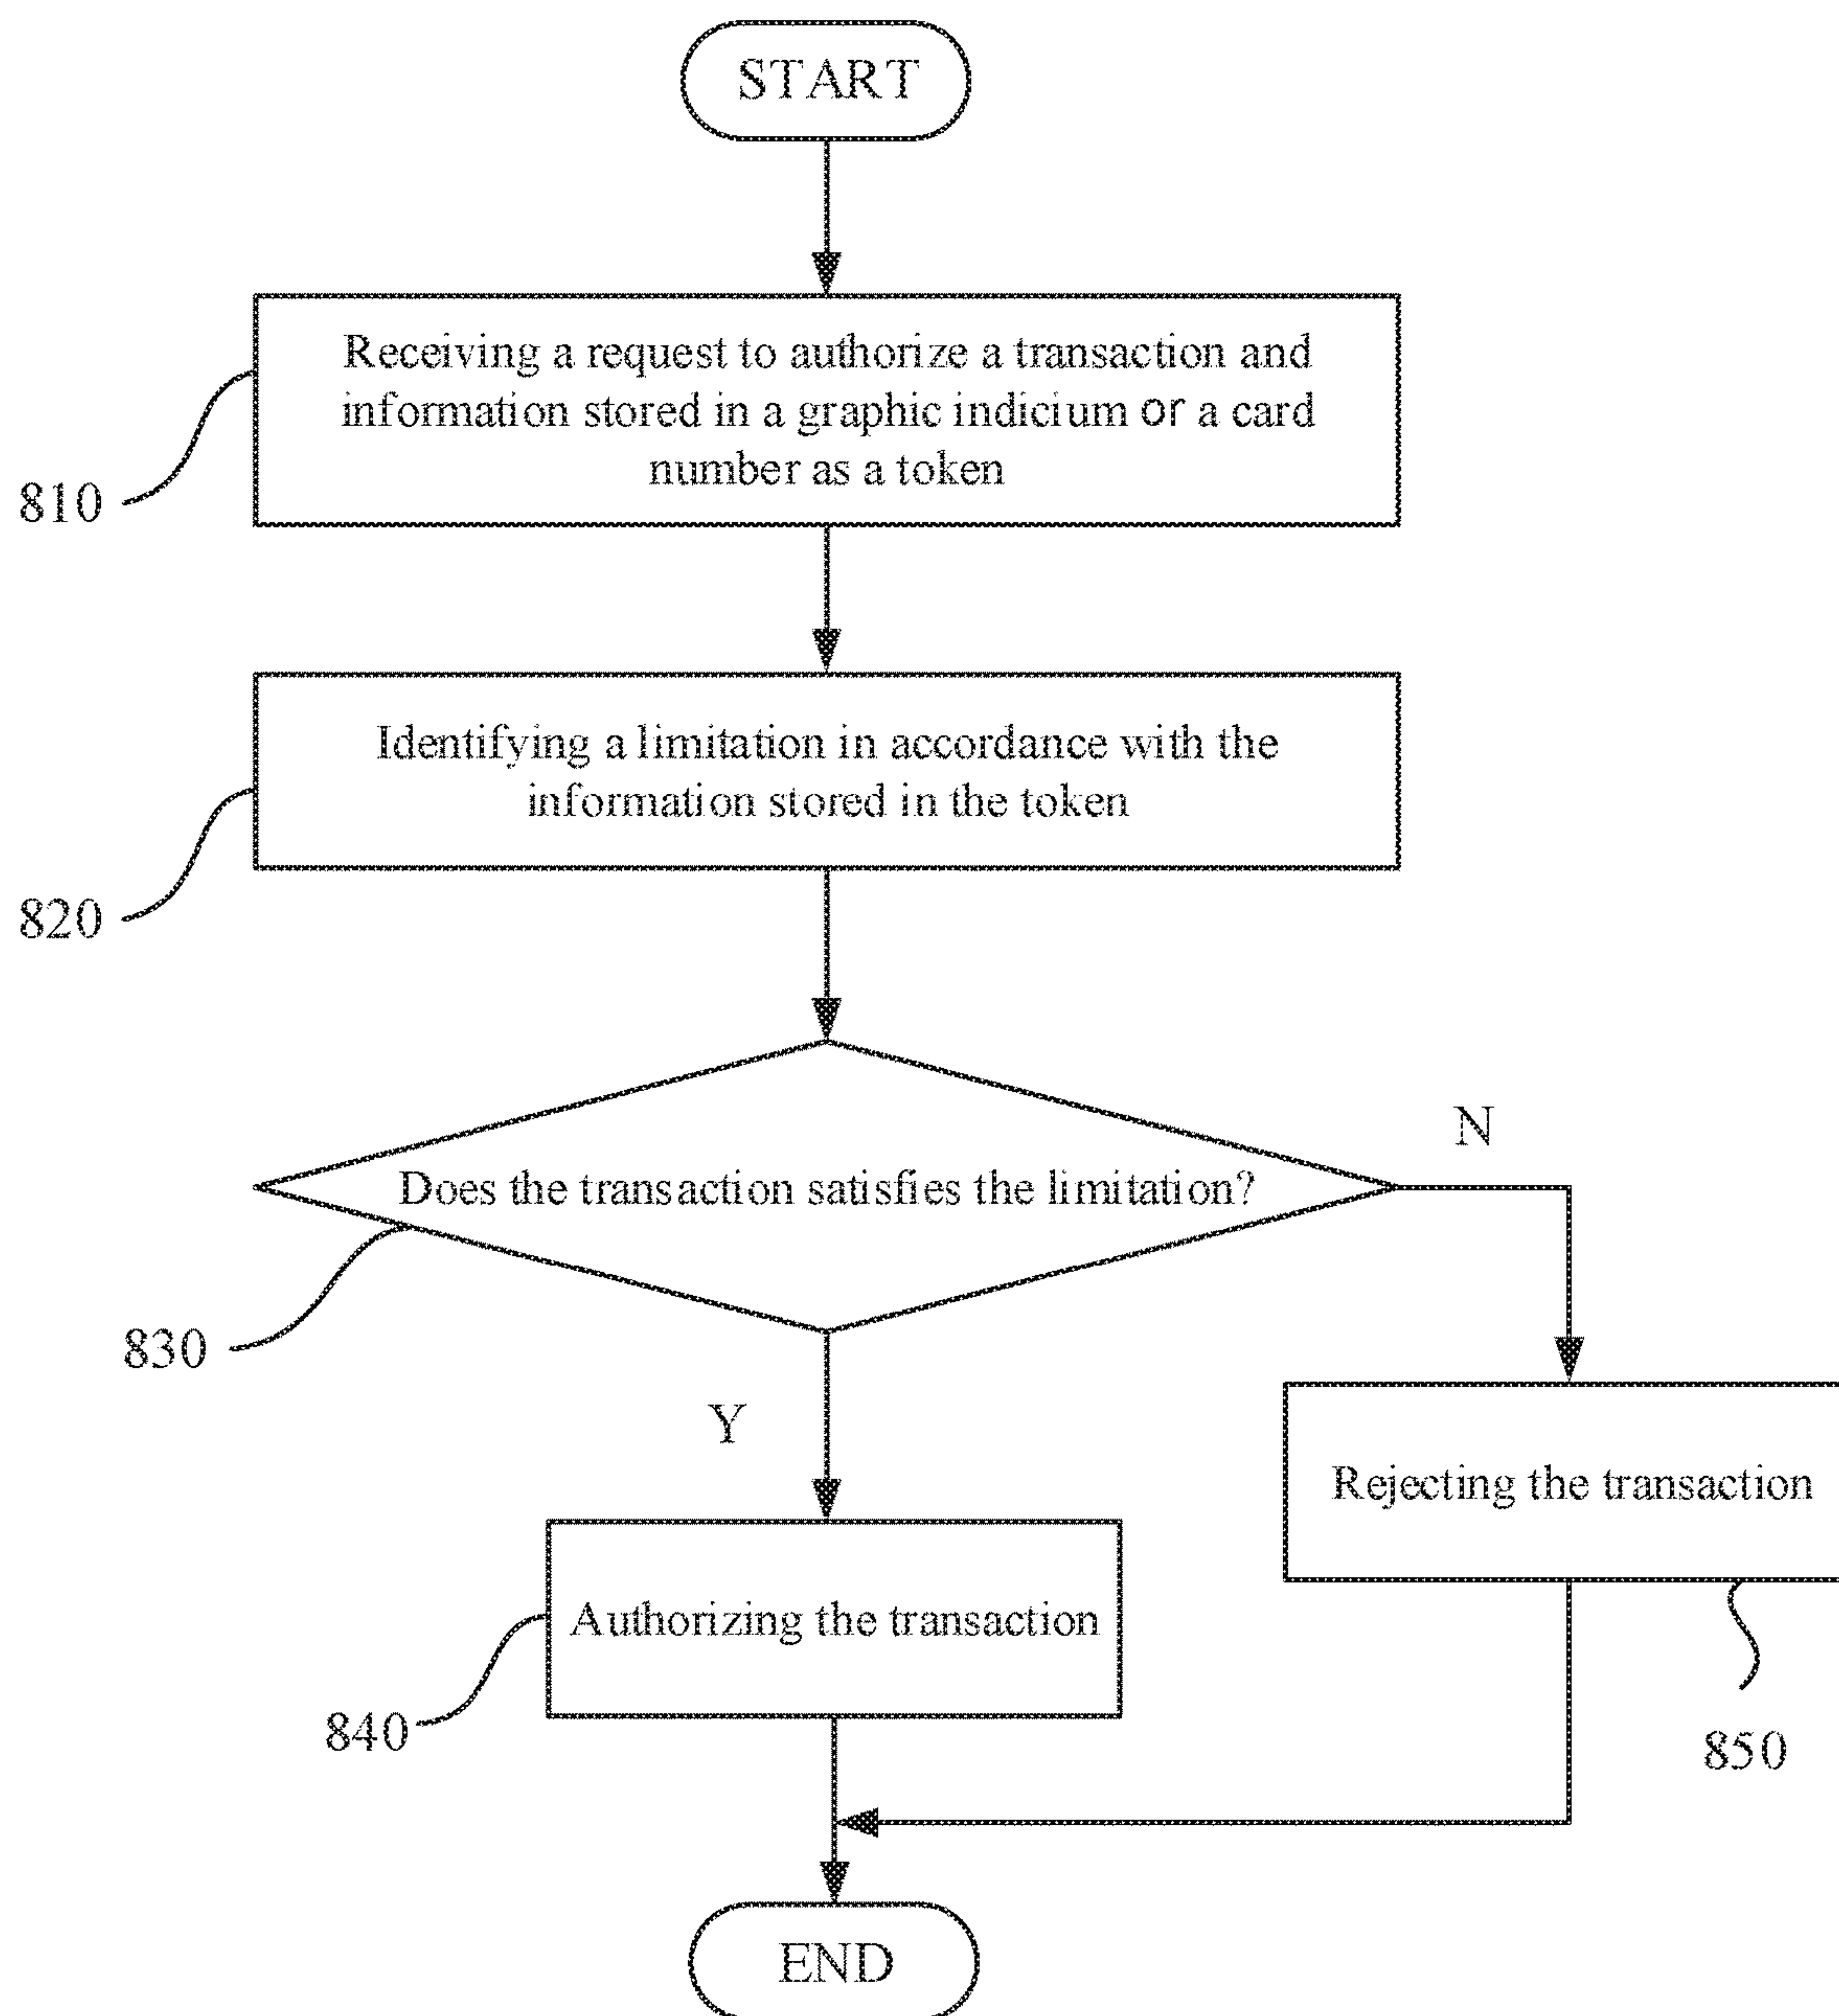 START
Receiving a request to authorize a transaction and
information stored in a graphic indicium or a card
number as a token
810
Identifying a limitation in accordance with the
information stored in the token
820
N
Does the transaction satisfies the limitation?
830
Y
Rejecting the transaction
Authorizing the transaction
840
850
END